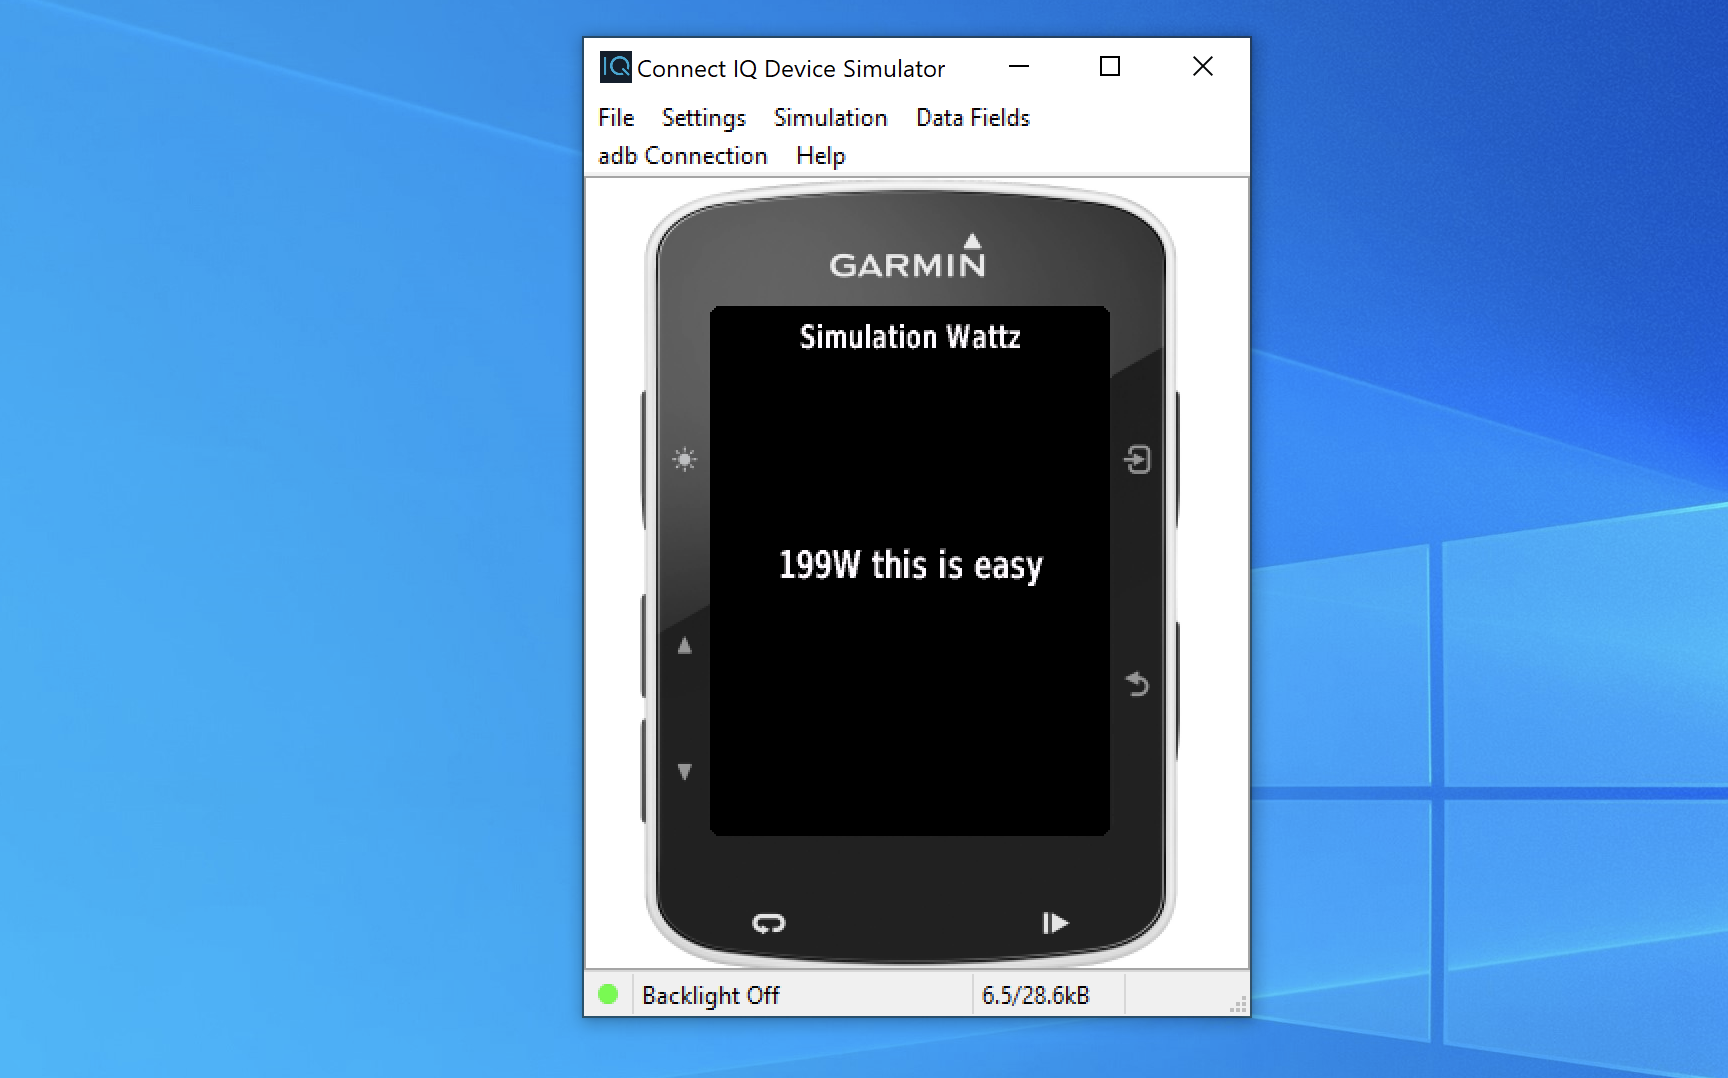 IQ Connect IQ Device Simulator
File Settings Simulation Data Fields
adb Connection Help
GARMIN
Simulation Wattz
199W this is easy
Backlight Off 6.5/28.6kB